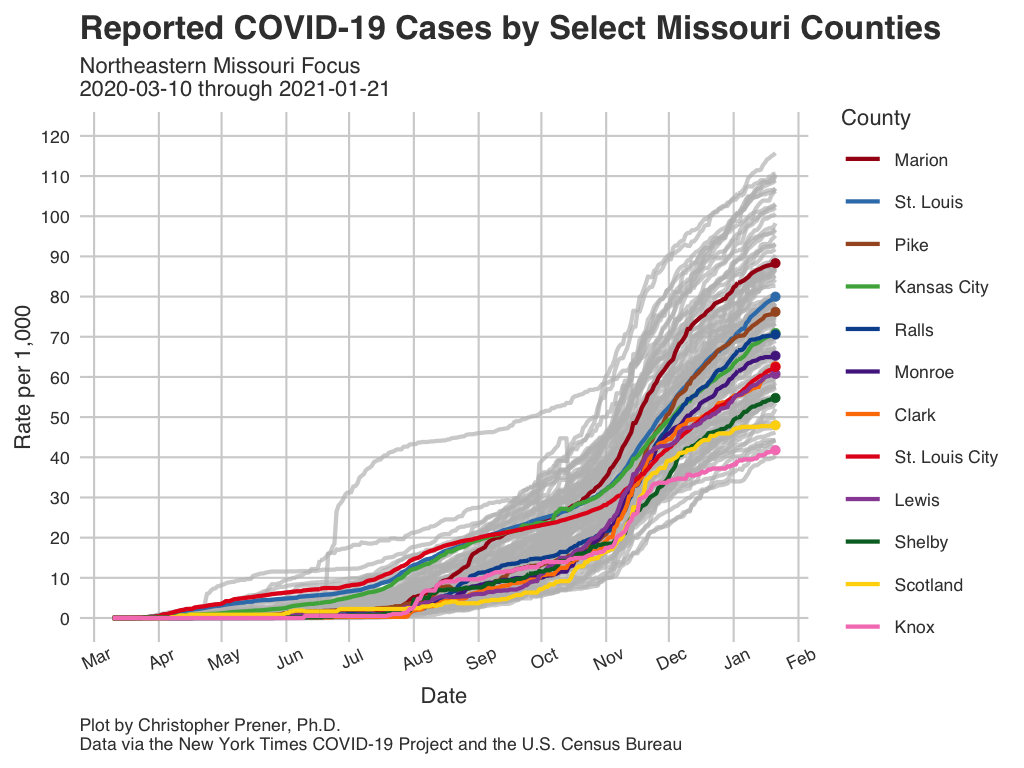 Reported COVID-19 Cases by Select Missouri Counties
Northeastern Missouri Focus
2020-03-10 through 2021-01-21
County
Marion
St. Louis
Pike
Kansas City
Ralls
Monroe
Clark
St. Louis City
Lewis
Shelby
Scotland
Knox
Rate per 1,000
120
110
100
90
80
70
60
50
40
30
20
10
0
Mar Apr May Jun Jul Aug Sep Oct Nov Dec Jan Feb
Date
Plot by Christopher Prener, Ph.D.
Data via the New York Times COVID-19 Project and the U.S. Census Bureau